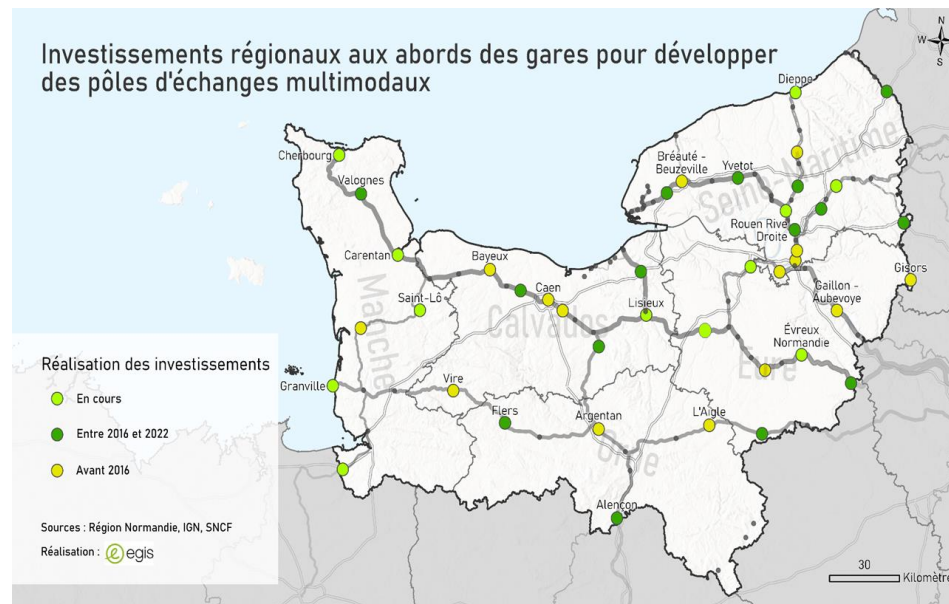 Investissements régionaux aux abords des gares pour développer
des pôles d'échanges multimodaux
N
W
S
Dieppe
Cherbourg
Valognes
Bréauté -
Beuzeville
Yvetot
Seine-Maritime
Rouen Rive
Droite
Carentan
Bayeux
Gisors
Manche
Saint-Lô
Caen
Lisieux
Gaillon -
Aubevoye
Calvados
Évreux
Normandie
Eure
Granville
Vire
Flers
Argentan
L'Aigle
Orne
Alençon
Réalisation des investissements
En cours
Entre 2016 et 2022
Avant 2016
Sources : Région Normandie, IGN, SNCF
Réalisation : egis
30
Kilomètre